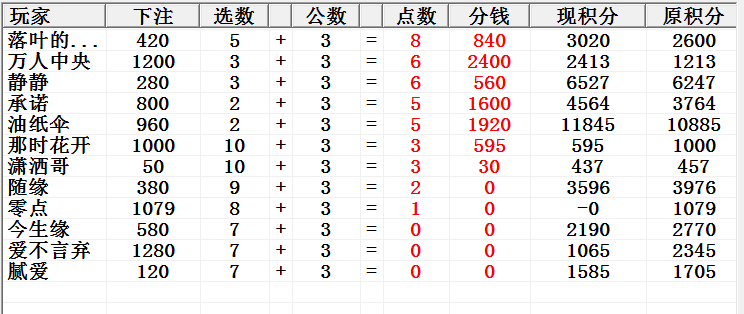 玩家 下注 选数 公数 点数 分钱 现积分 原积分
落叶的... 420 5 + 3 = 8 840 3020 2600
万人中央 1200 3 + 3 = 6 2400 2413 1213
静静 280 3 + 3 = 6 560 6527 6247
承诺 800 2 + 3 = 5 1600 4564 3764
油纸伞 960 2 + 3 = 5 1920 11845 10885
那时花开 1000 10 + 3 = 3 595 595 1000
潇洒哥 50 10 + 3 = 3 30 437 457
随缘 380 9 + 3 = 2 0 3596 3976
零点 1079 8 + 3 = 1 0 -0 1079
今生缘 580 7 + 3 = 0 0 2190 2770
爱不言弃 1280 7 + 3 = 0 0 1065 2345
腻爱 120 7 + 3 = 0 0 1585 1705